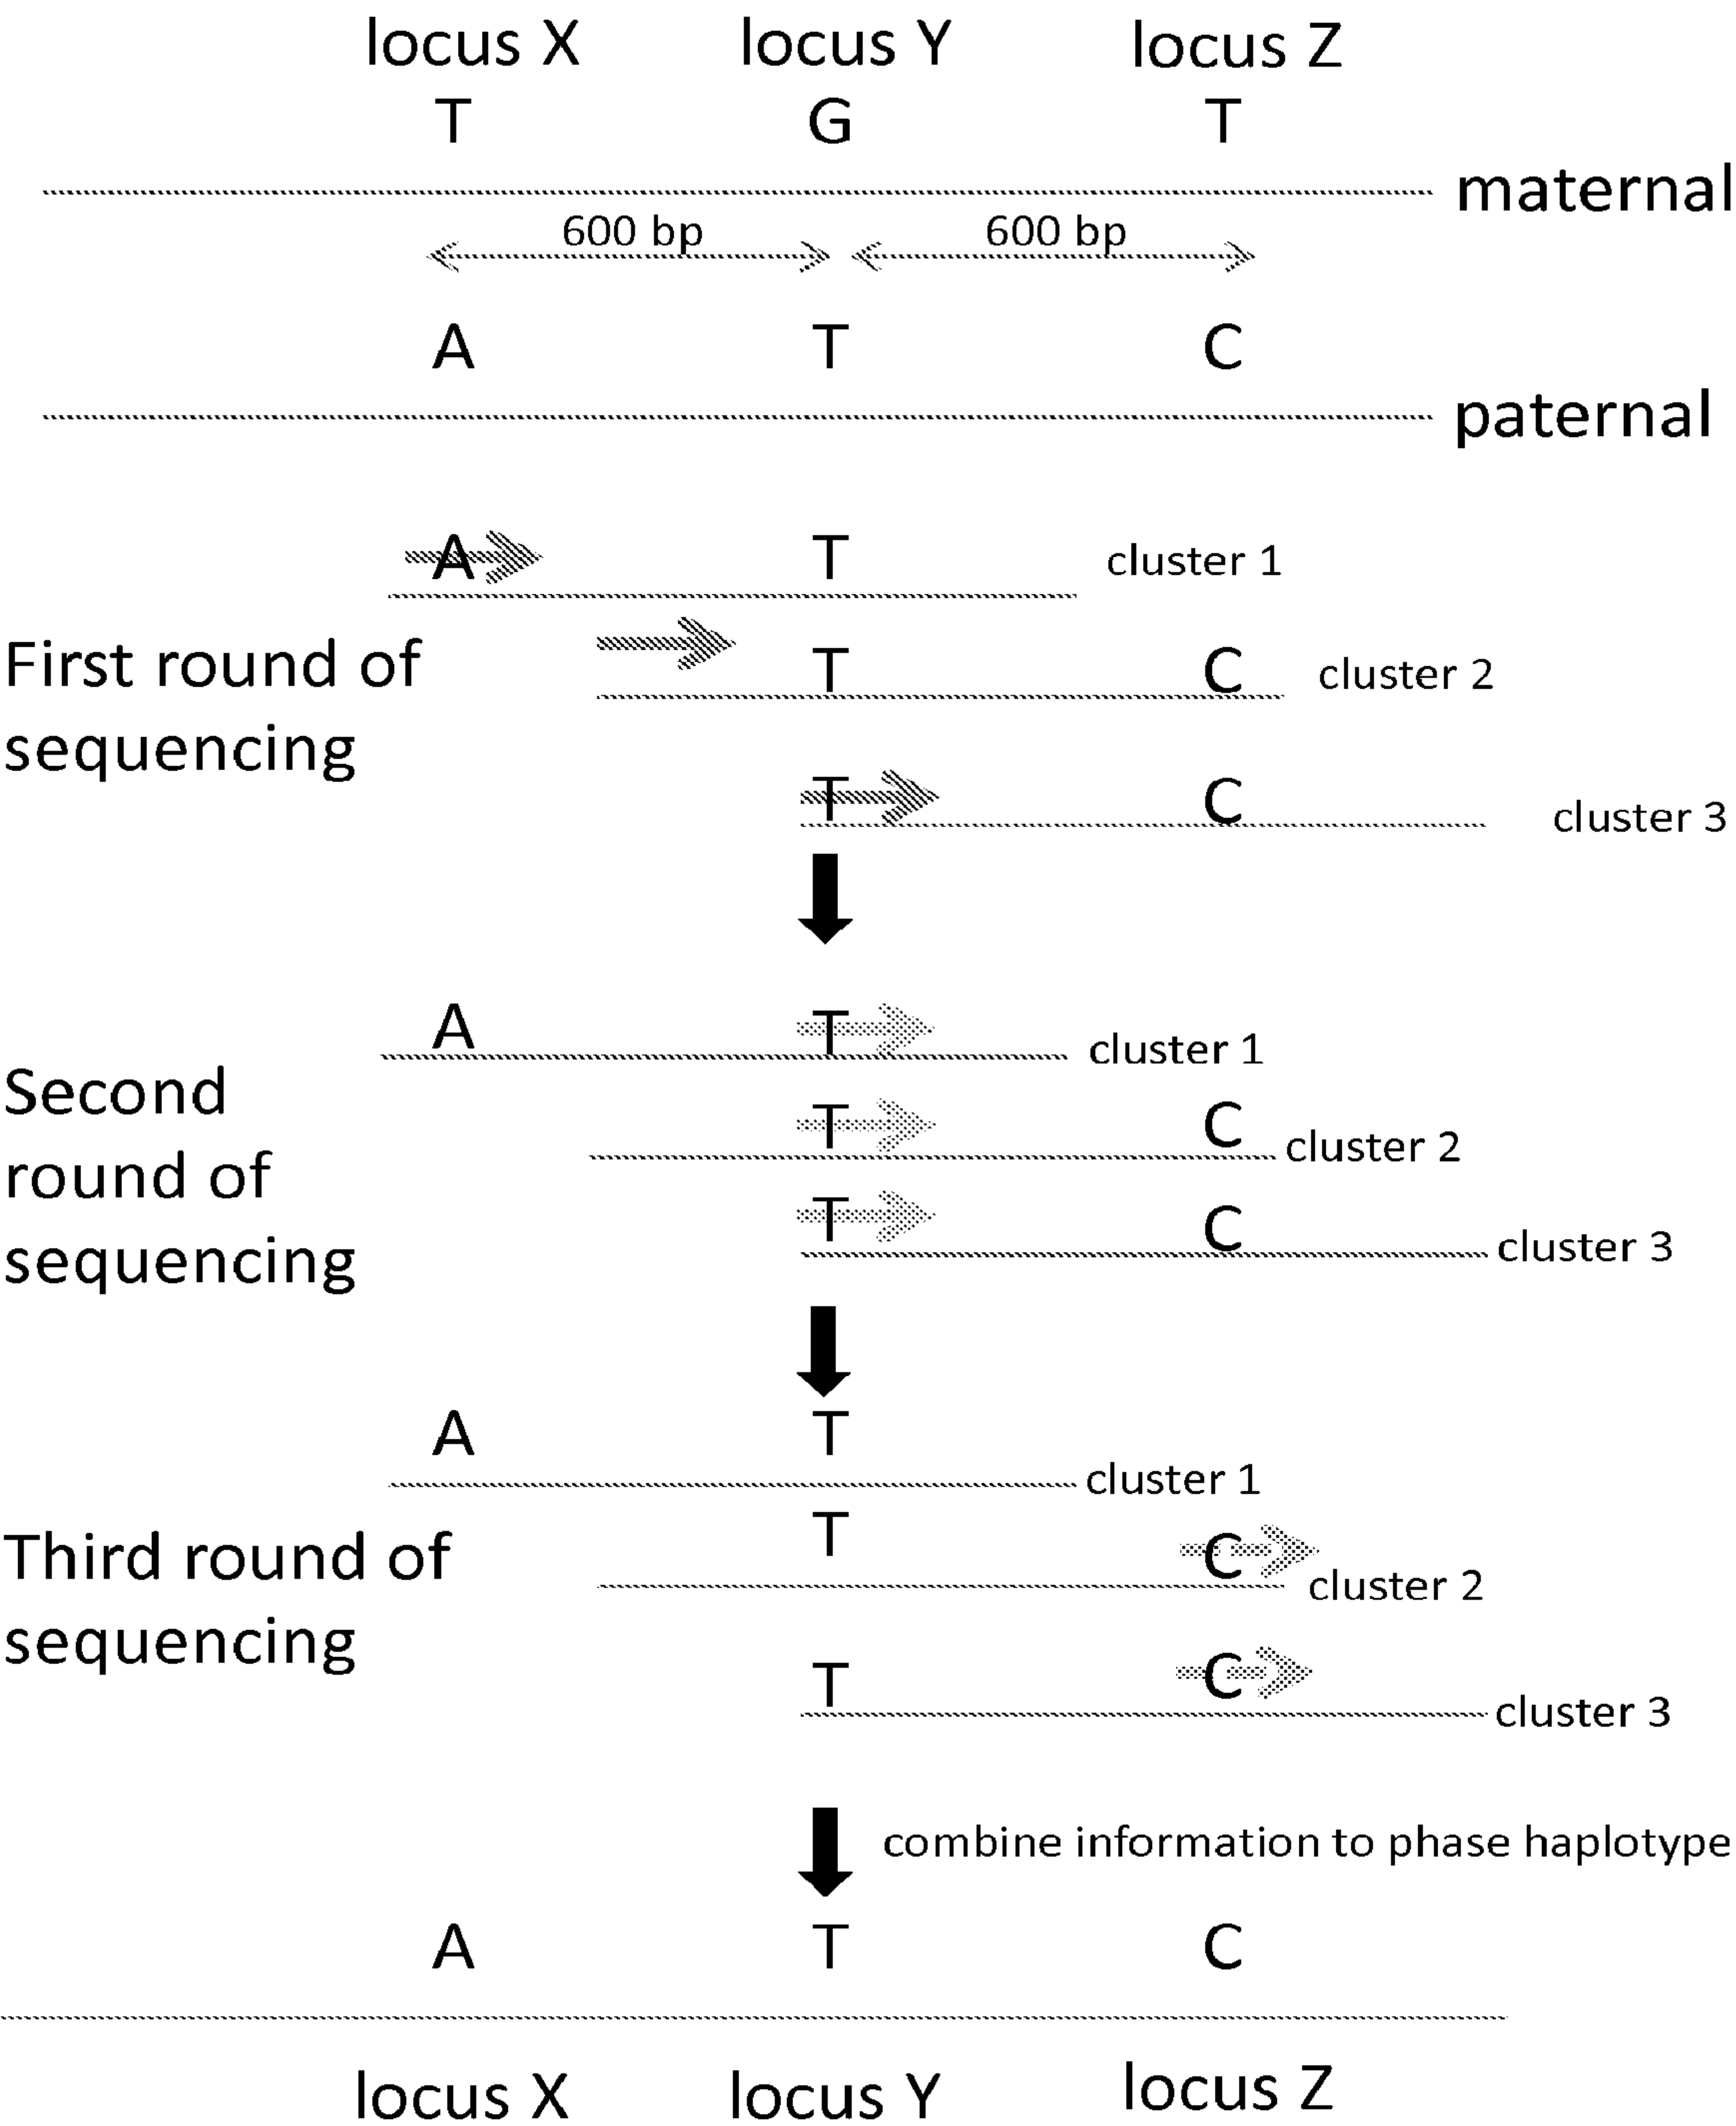 locus X locus Y locus Z
T G T
maternal
600 bp 600 bp
A T C
paternal
A T cluster 1
First round of
sequencing
T C cluster 2
T C cluster 3
A T cluster 1
Second
round of
sequencing
T C cluster 2
T C cluster 3
A T
cluster 1
Third round of
sequencing
T C
cluster 2
T C
cluster 3
combine information to phase haplotype
A T C
locus X locus Y locus Z